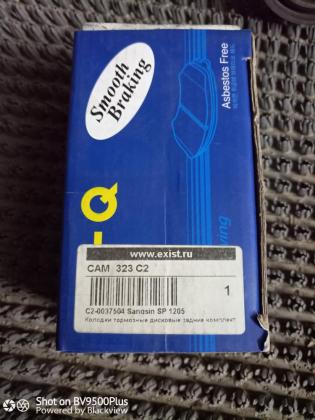 Smooth
Braking
Asbestos Free
-Q
www.exist.ru
CAM 323 C2
1
C2-0037504 Sangsin SP 1205
Колодки тормозные дисковые задние комплект
Shot on BV9500Plus
Powered by Blackview